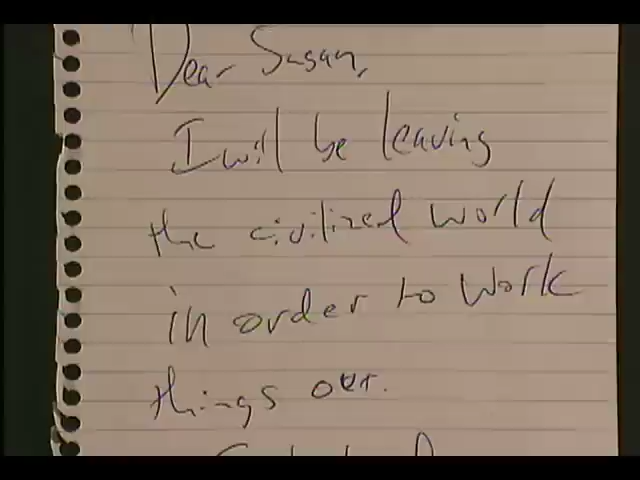 Dear Susan,
I will be leaving
the civilized world
in order to work
things out.